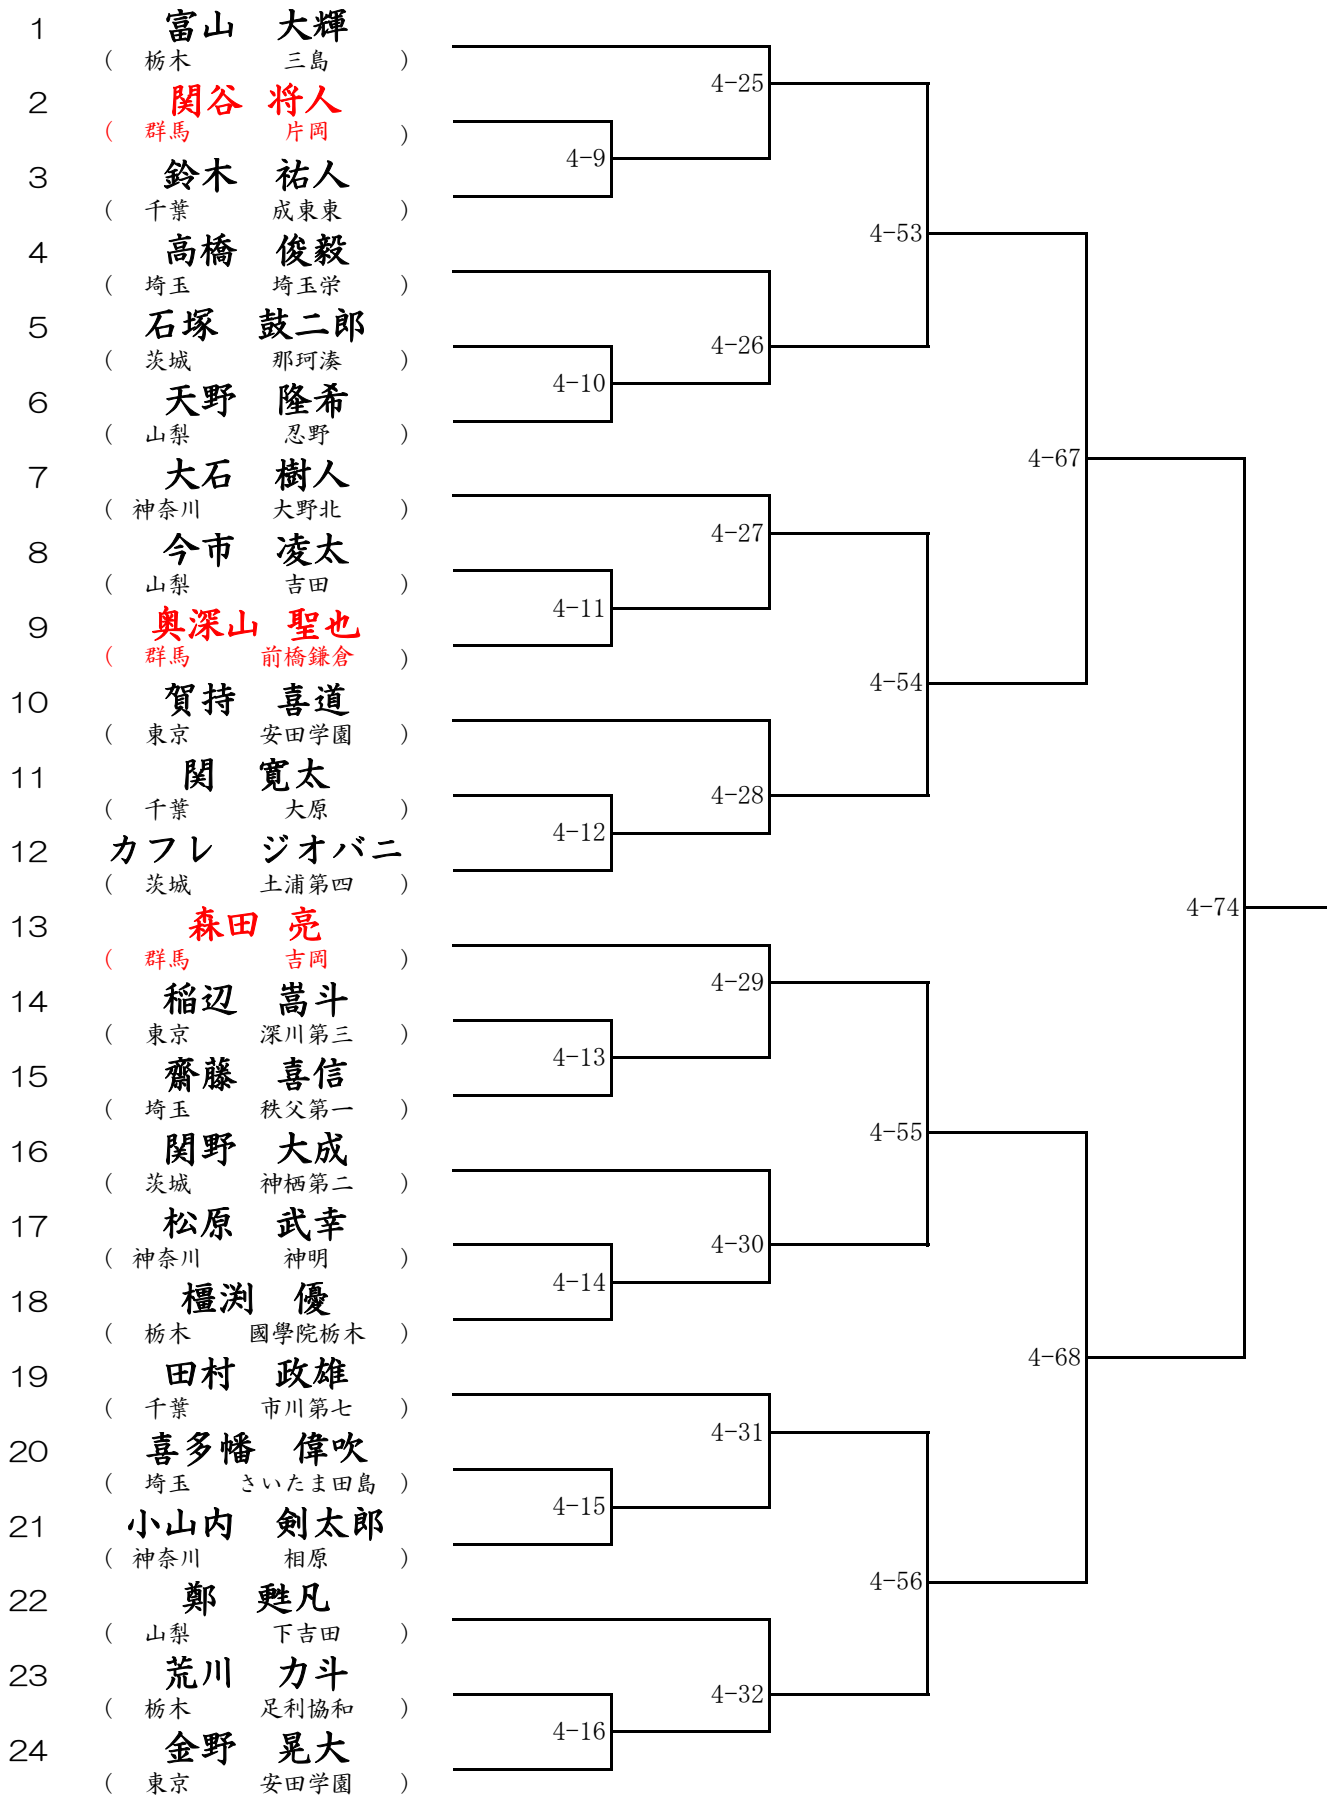 1 富山 大輝
( 栃木 三島 )
4-25
2 関谷 将人
( 群馬 片岡 )
4-9
3 鈴木 祐人
( 千葉 成東東 )
4-53
4 高橋 俊毅
( 埼玉 埼玉栄 )
5 石塚 鼓二郎
4-26
( 茨城 那珂湊 )
4-10
6 天野 隆希
( 山梨 忍野 )
4-67
7 大石 樹人
( 神奈川 大野北 )
4-27
8 今市 凌太
( 山梨 吉田 )
4-11
9 奥深山 聖也
( 群馬 前橋鎌倉 )
4-54
10 賀持 喜道
( 東京 安田学園 )
11 関 寛太
4-28
( 千葉 大原 )
4-12
12 カフレ ジオバニ
( 茨城 土浦第四 )
4-74
13 森田 亮
( 群馬 吉岡 )
4-29
14 稲辺 嵩斗
( 東京 深川第三 )
4-13
15 齋藤 喜信
( 埼玉 秩父第一 )
4-55
16 関野 大成
( 茨城 神栖第二 )
17 松原 武幸
4-30
( 神奈川 神明 )
4-14
18 橿渕 優
( 栃木 國學院栃木 )
4-68
19 田村 政雄
( 千葉 市川第七 )
4-31
20 喜多幡 偉吹
( 埼玉 さいたま田島 )
4-15
21 小山内 剣太郎
( 神奈川 相原 )
4-56
22 鄭 甦凡
( 山梨 下吉田 )
23 荒川 力斗
4-32
( 栃木 足利協和 )
4-16
24 金野 晃大
( 東京 安田学園 )